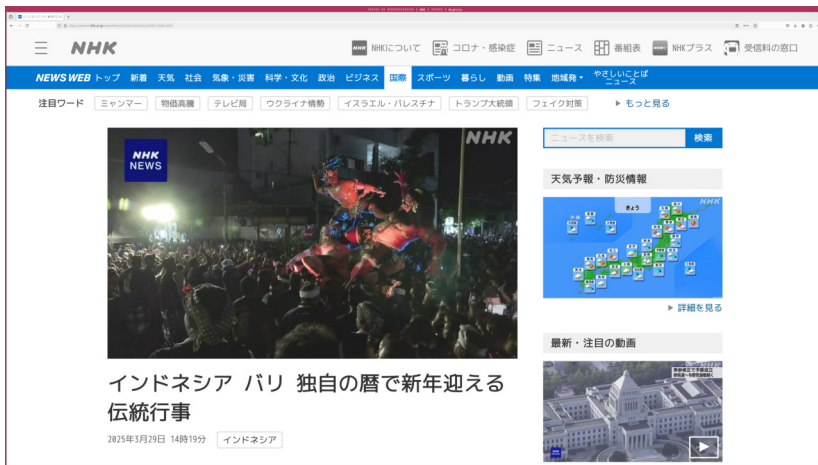 NHK
NHKについて
コロナ・感染症
ニュース
番組表
NHKプラス
受信料の窓口
NEWS WEB
トップ
新着
天気
社会
気象・災害
科学・文化
政治
ビジネス
国際
スポーツ
暮らし
動画
特集
地域発
やさしいことば
ニュース
注目ワード
ミャンマー
物価高騰
テレビ局
ウクライナ情勢
イスラエル・パレスチナ
トランプ大統領
フェイク対策
もっと見る
NHK
NEWS
NHK
ニュースを検索
検索
天気予報・防災情報
きょう
NHK
詳細を見る
最新・注目の動画
インドネシア バリ 独自の暦で新年迎える
伝統行事
2025年3月29日 14時19分
インドネシア